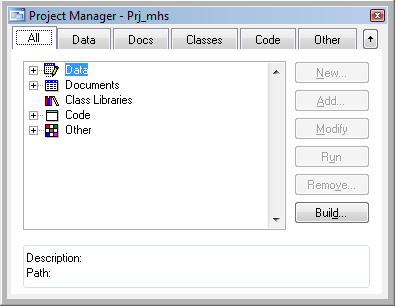 Project Manager - Prj_mhs
All Data Docs Classes Code Other
Data
Documents
Class Libraries
Code
Other
New...
Add...
Modify
Run
Remove...
Build...
Description:
Path: